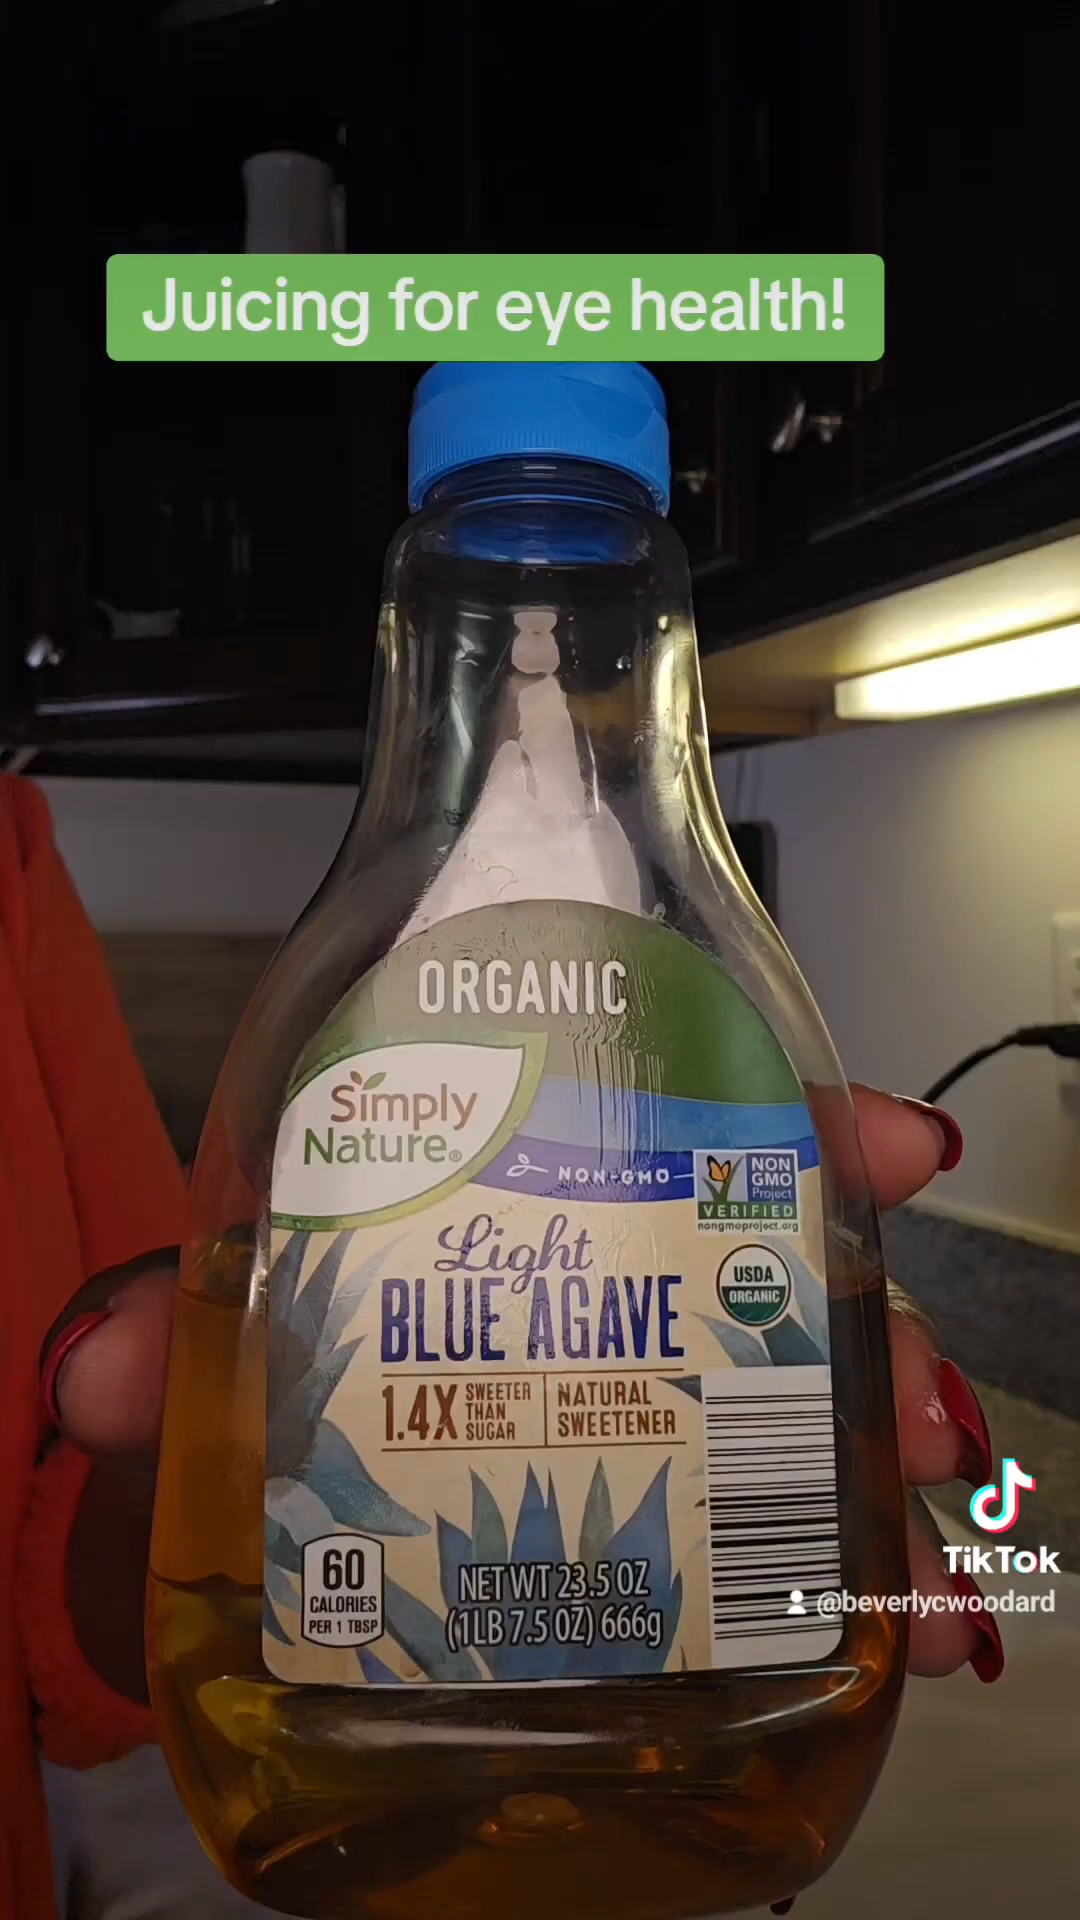 Juicing for eye health!
ORGANIC
Simply
Nature®
NON-GMO
NON
GMO
Project
VERIFIED
nongmoproject.org
Light
BLUE AGAVE
USDA
ORGANIC
1.4X SWEETER THAN SUGAR
NATURAL SWEETENER
60
CALORIES
PER 1 TBSP
NET WT 23.5 OZ
(1LB 7.5 OZ) 666g
TikTok
@beverlycwoodard